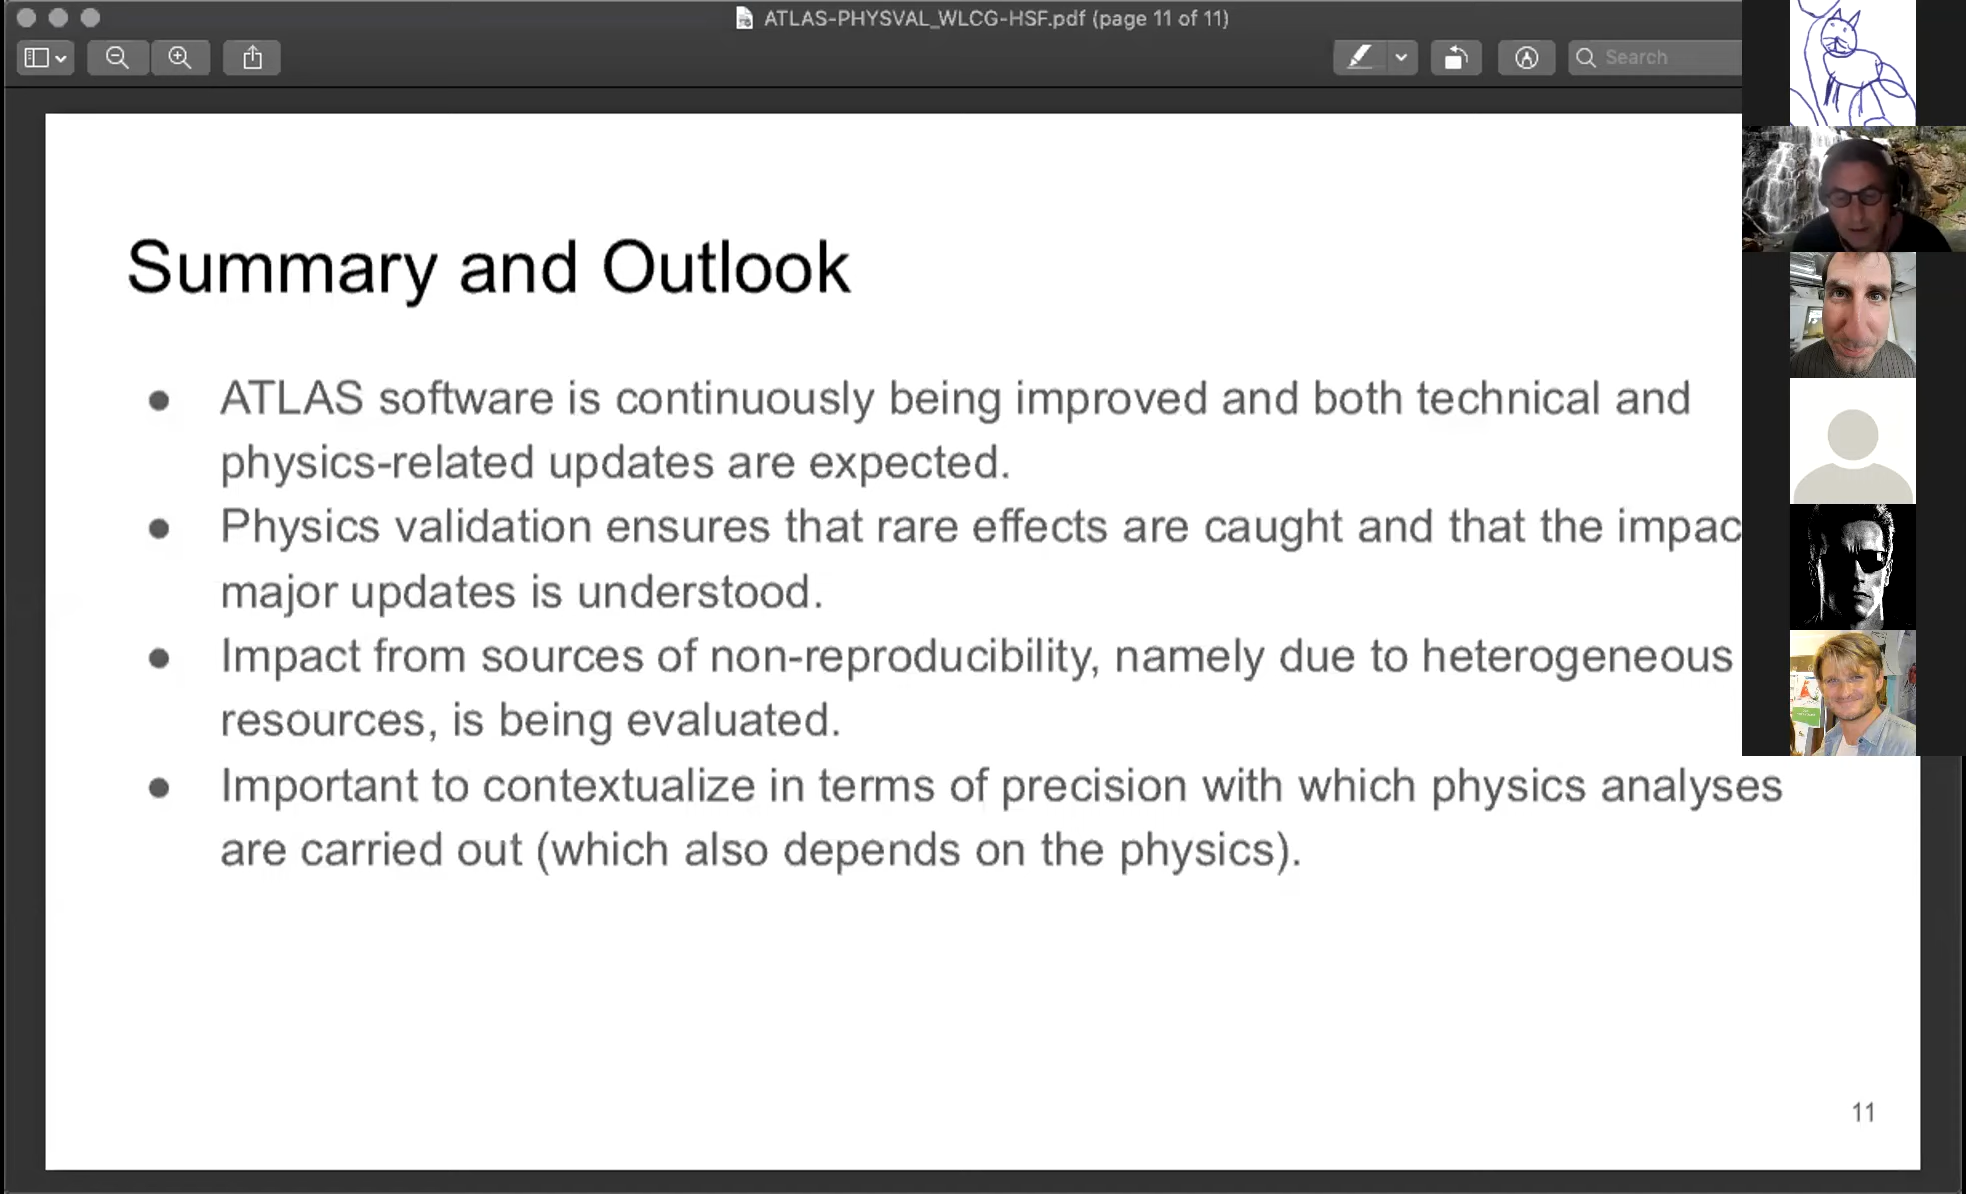 ATLAS-PHYSVAL_WLCG-HSF.pdf (page 11 of 11)
Search
Summary and Outlook
● ATLAS software is continuously being improved and both technical and
physics-related updates are expected.
● Physics validation ensures that rare effects are caught and that the impac
major updates is understood.
● Impact from sources of non-reproducibility, namely due to heterogeneous
resources, is being evaluated.
● Important to contextualize in terms of precision with which physics analyses
are carried out (which also depends on the physics).
11